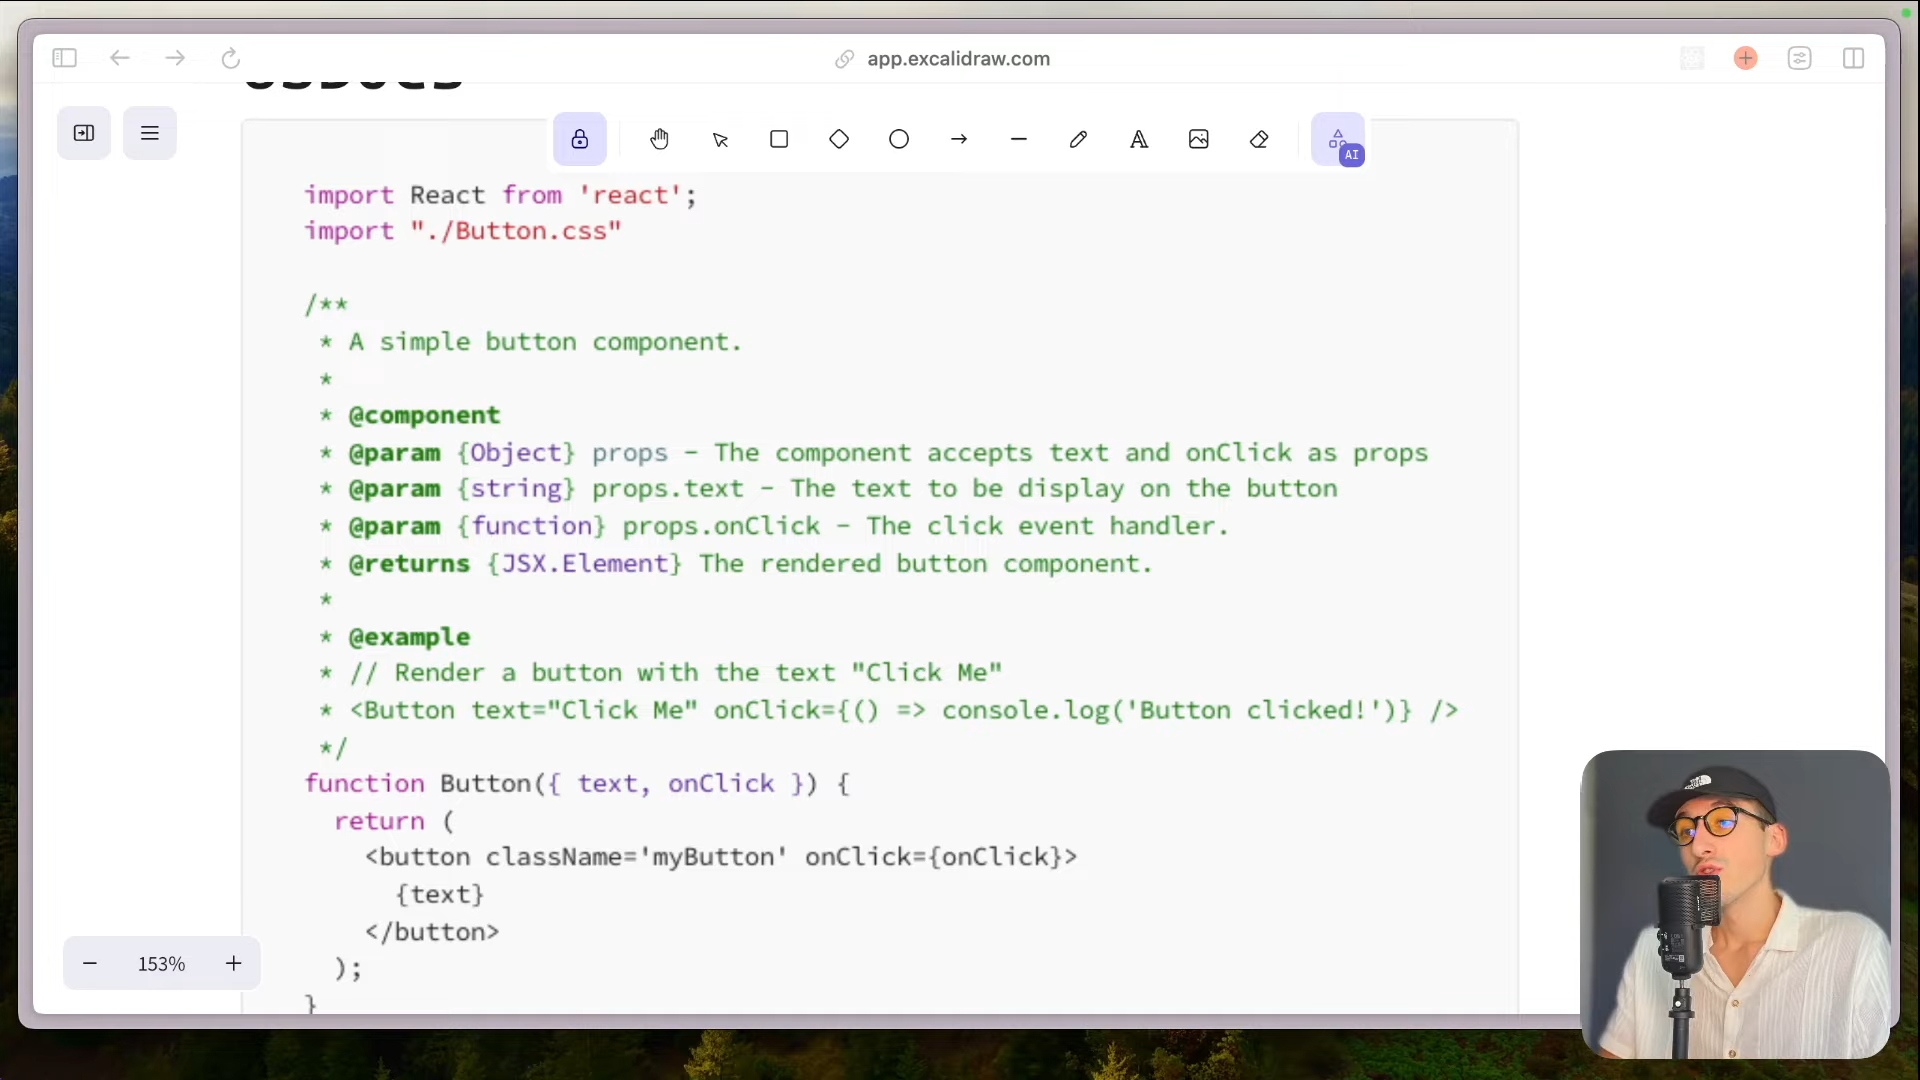 app.excalidraw.com
AI
import React from 'react';
import "./Button.css"
/**
* A simple button component.
*
* @component
* @param {Object} props - The component accepts text and onClick as props
* @param {string} props.text - The text to be display on the button
* @param {function} props.onClick - The click event handler.
* @returns {JSX.Element} The rendered button component.
*
* @example
* // Render a button with the text "Click Me"
* <Button text="Click Me" onClick={() => console.log('Button clicked!')} />
*/
function Button({ text, onClick }) {
return (
<button className='myButton' onClick={onClick}>
{text}
</button>
);
}
153%